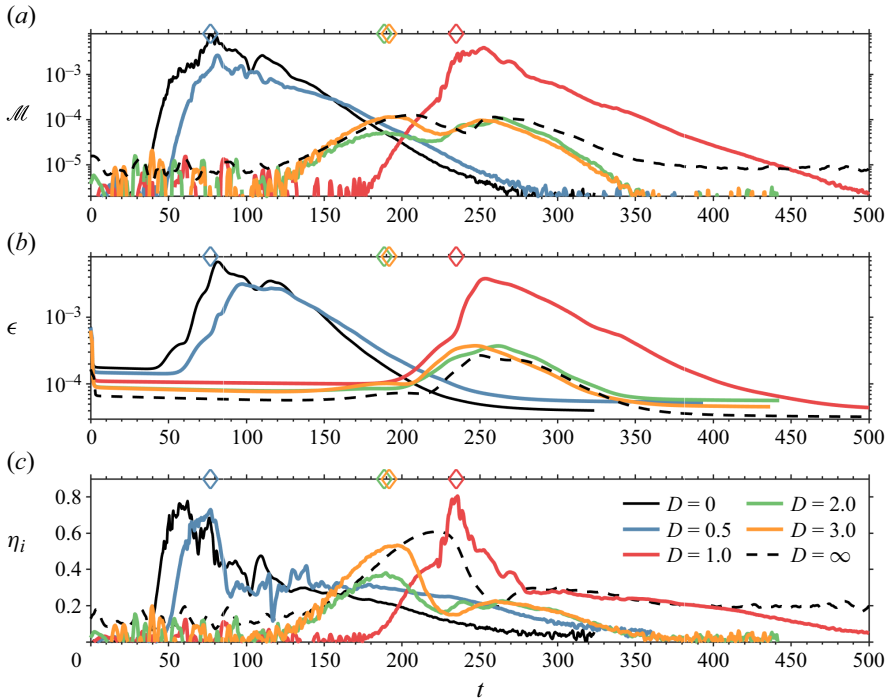 (a)
10⁻³
ℳ 10⁻⁴
10⁻⁵
0 50 100 150 200 250 300 350 400 450 500
(b)
10⁻³
ϵ
10⁻⁴
0 50 100 150 200 250 300 350 400 450 500
(c)
0.8
D = 0 D = 2.0
0.6
D = 0.5 D = 3.0
ηᵢ 0.4
D = 1.0 D = ∞
0.2
0 50 100 150 200 250 300 350 400 450 500
t